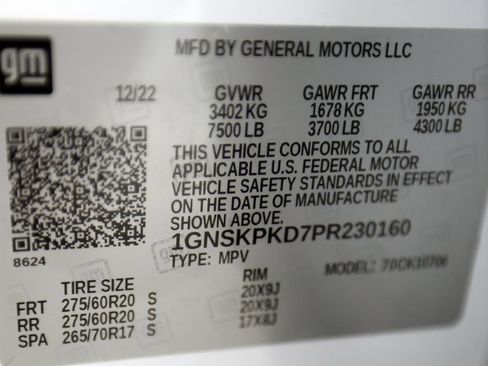 gm
MFD BY GENERAL MOTORS LLC
12/22 GVWR GAWR FRT GAWR RR
3402 KG 1678 KG 1950 KG
7500 LB 3700 LB 4300 LB
THIS VEHICLE CONFORMS TO ALL
APPLICABLE U.S. FEDERAL MOTOR
VEHICLE SAFETY STANDARDS IN EFFECT
ON THE DATE OF MANUFACTURE
SHOWN ABOVE.
1GNSKPKD7PR230160
8624 TYPE: MPV MODEL: 70CK10706
TIRE SIZE RIM
FRT 275/60R20 S 20X9J
RR 275/60R20 S 20X9J
SPA 265/70R17 S 17X8J